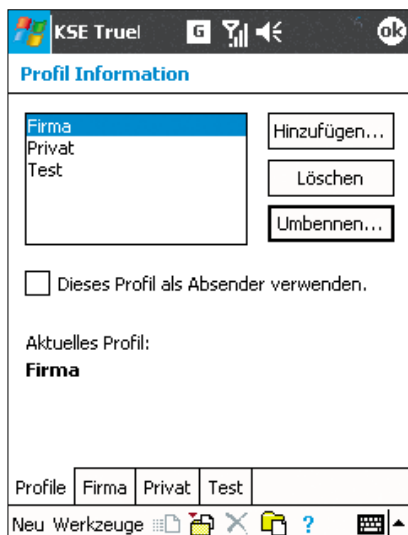 KSE Truel G ok
Profil Information
Firma
Privat
Test
Hinzufügen...
Löschen
Umbennen...
Dieses Profil als Absender verwenden.
Aktuelles Profil:
Firma
Profile Firma Privat Test
Neu Werkzeuge ?